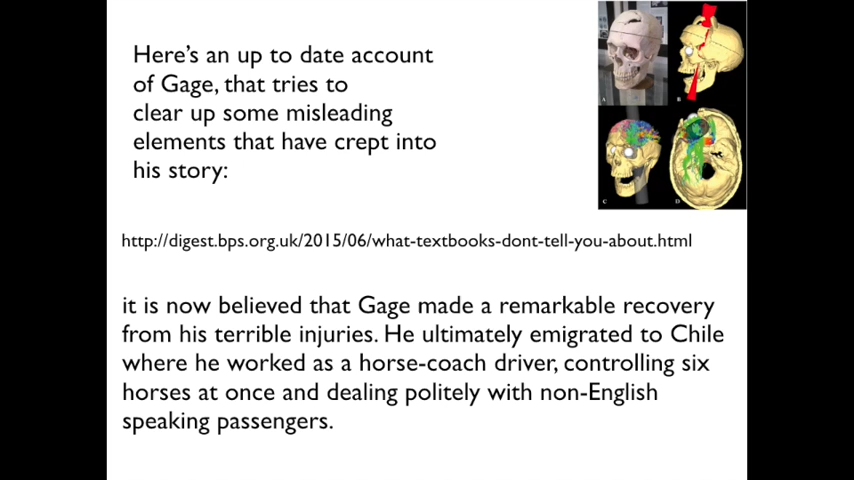 Here's an up to date account
of Gage, that tries to
clear up some misleading
elements that have crept into
his story:
A
B
C
D
http://digest.bps.org.uk/2015/06/what-textbooks-dont-tell-you-about.html
it is now believed that Gage made a remarkable recovery
from his terrible injuries. He ultimately emigrated to Chile
where he worked as a horse-coach driver, controlling six
horses at once and dealing politely with non-English
speaking passengers.